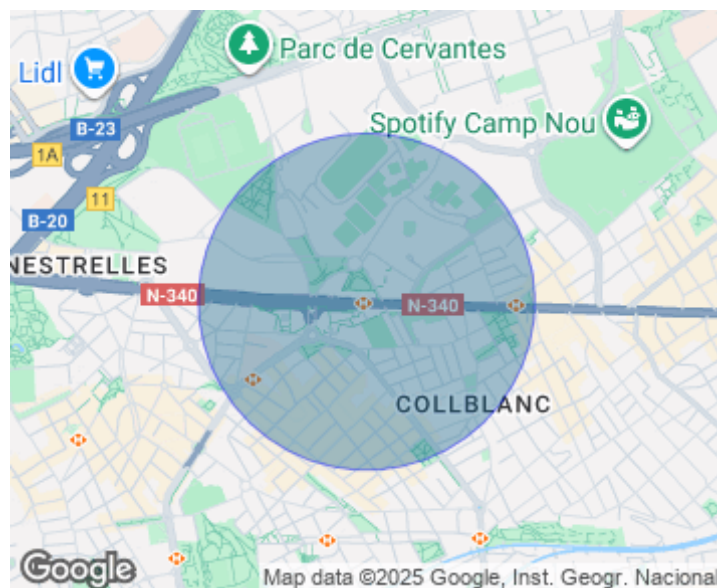 Parc de Cervantes
Lidl
B-23
Spotify Camp Nou
1A
11
B-20
NESTRELLES
N-340
N-340
COLLBLANC
Google
Map data ©2025 Google, Inst. Geogr. Nacional